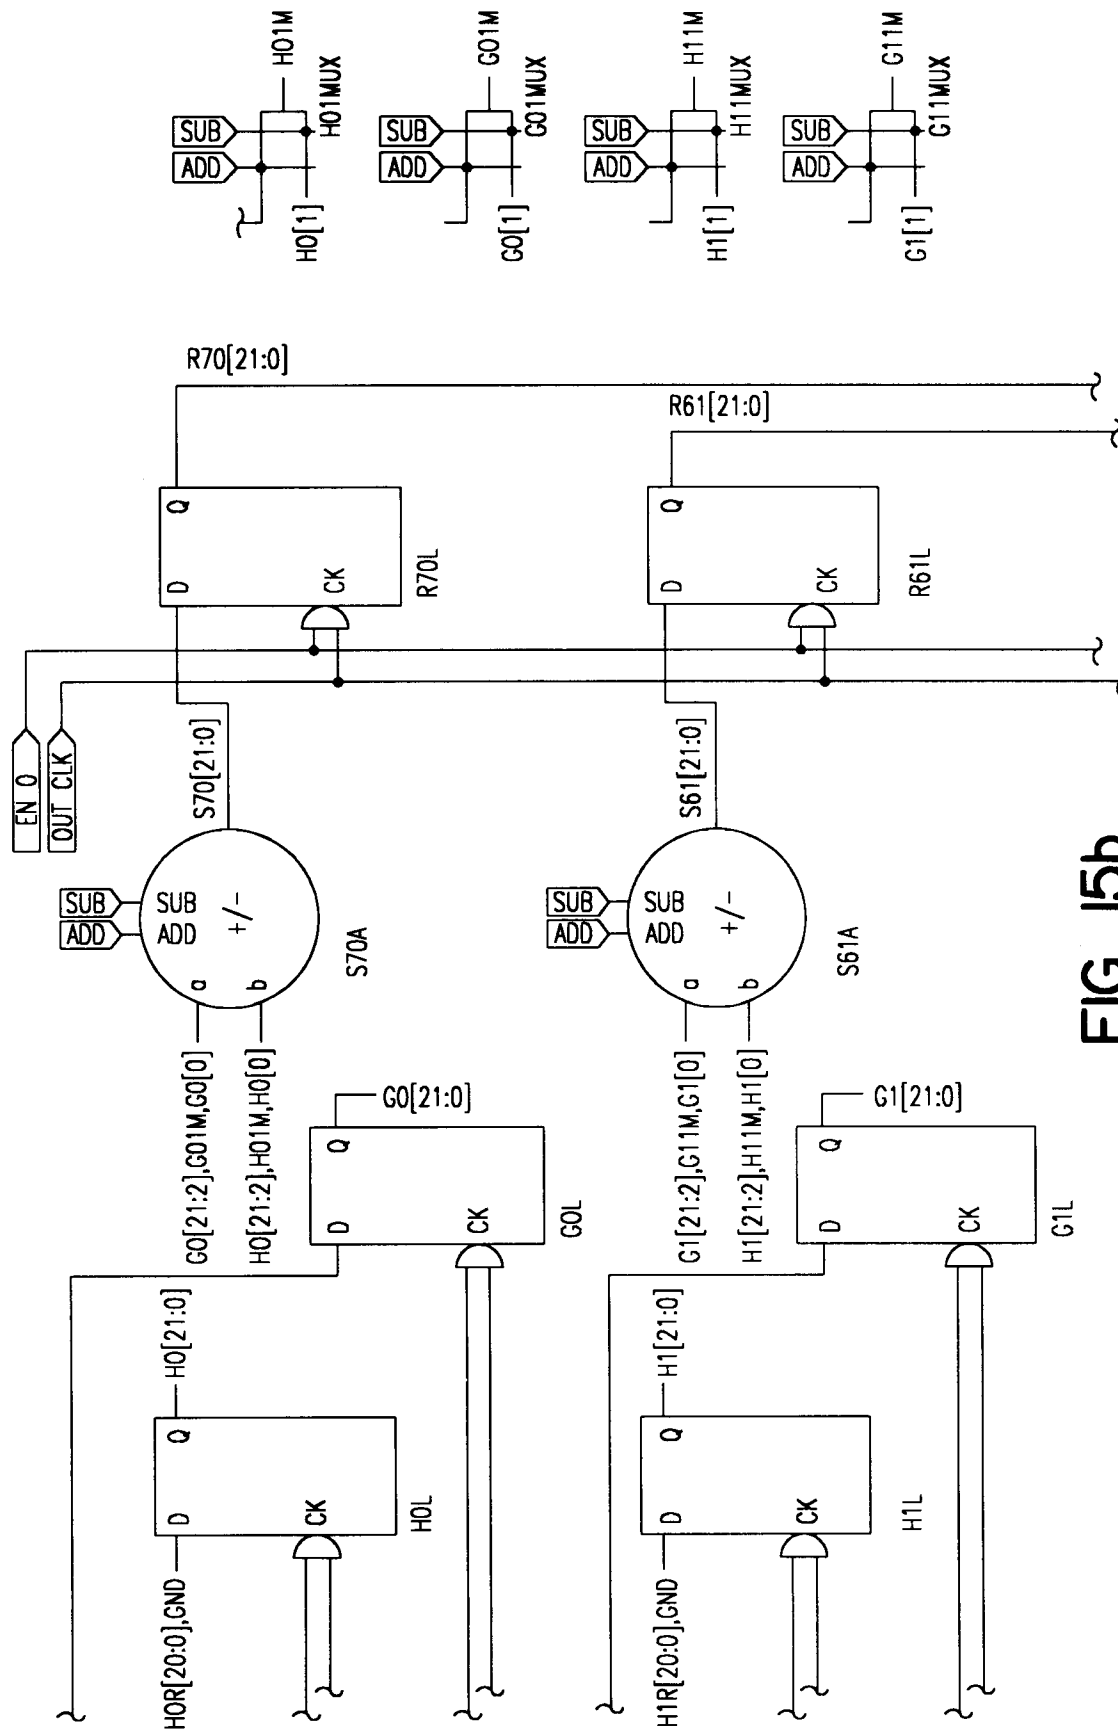 EN 0
OUT CLK
SUB
ADD
SUB
ADD
+/-
a
b
S70A
S70[21:0]
G0[21:2],G01M,G0[0]
H0[21:2],H01M,H0[0]
D
Q
CK
R70L
R70[21:0]
H0R[20:0],GND
D
Q
CK
H0L
H0[21:0]
D
Q
CK
G0L
G0[21:0]
SUB
ADD
SUB
ADD
+/-
a
b
S61A
S61[21:0]
G1[21:2],G11M,G1[0]
H1[21:2],H11M,H1[0]
D
Q
CK
R61L
R61[21:0]
H1R[20:0],GND
D
Q
CK
H1L
H1[21:0]
D
Q
CK
G1L
G1[21:0]
SUB
ADD
H0[1]
H01M
H01MUX
SUB
ADD
G0[1]
G01M
G01MUX
SUB
ADD
H1[1]
H11M
H11MUX
SUB
ADD
G1[1]
G11M
G11MUX
FIG_15b